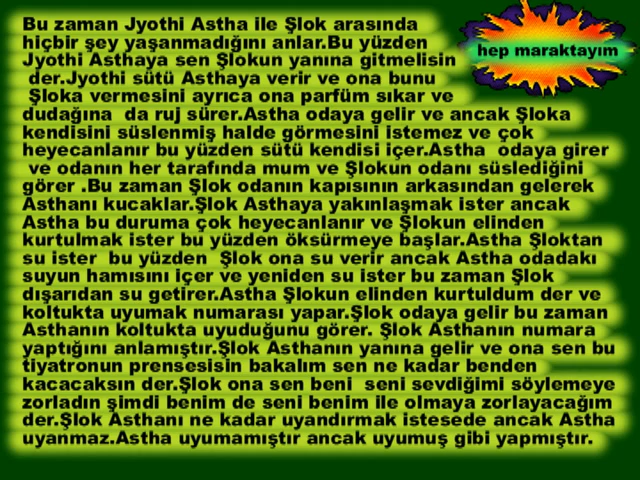 Bu zaman Jyothi Astha ile Şlok arasında
hiçbir şey yaşanmadığını anlar.Bu yüzden
Jyothi Asthaya sen Şlokun yanına gitmelisin
der.Jyothi sütü Asthaya verir ve ona bunu
Şloka vermesini ayrıca ona parfüm sıkar ve
dudağına da ruj sürer.Astha odaya gelir ve ancak Şloka
kendisini süslenmiş halde görmesini istemez ve çok
heyecanlanır bu yüzden sütü kendisi içer.Astha odaya girer
ve odanın her tarafında mum ve Şlokun odanı süslediğini
görer .Bu zaman Şlok odanın kapısının arkasından gelerek
Asthanı kucaklar.Şlok Asthaya yakınlaşmak ister ancak
Astha bu duruma çok heyecanlanır ve Şlokun elinden
kurtulmak ister bu yüzden öksürmeye başlar.Astha Şloktan
su ister bu yüzden Şlok ona su verir ancak Astha odadakı
suyun hamısını içer ve yeniden su ister bu zaman Şlok
dışarıdan su getirer.Astha Şlokun elinden kurtuldum der ve
koltukta uyumak numarası yapar.Şlok odaya gelir bu zaman
Asthanın koltukta uyuduğunu görer. Şlok Asthanın numara
yaptığını anlamıştır.Şlok Asthanın yanına gelir ve ona sen bu
tiyatronun prensesisin bakalım sen ne kadar benden
kacacaksın der.Şlok ona sen beni seni sevdiğimi söylemeye
zorladın şimdi benim de seni benim ile olmaya zorlayacağım
der.Şlok Asthanı ne kadar uyandırmak istesede ancak Astha
uyanmaz.Astha uyumamıştır ancak uyumuş gibi yapmıştır.
hep maraktayım